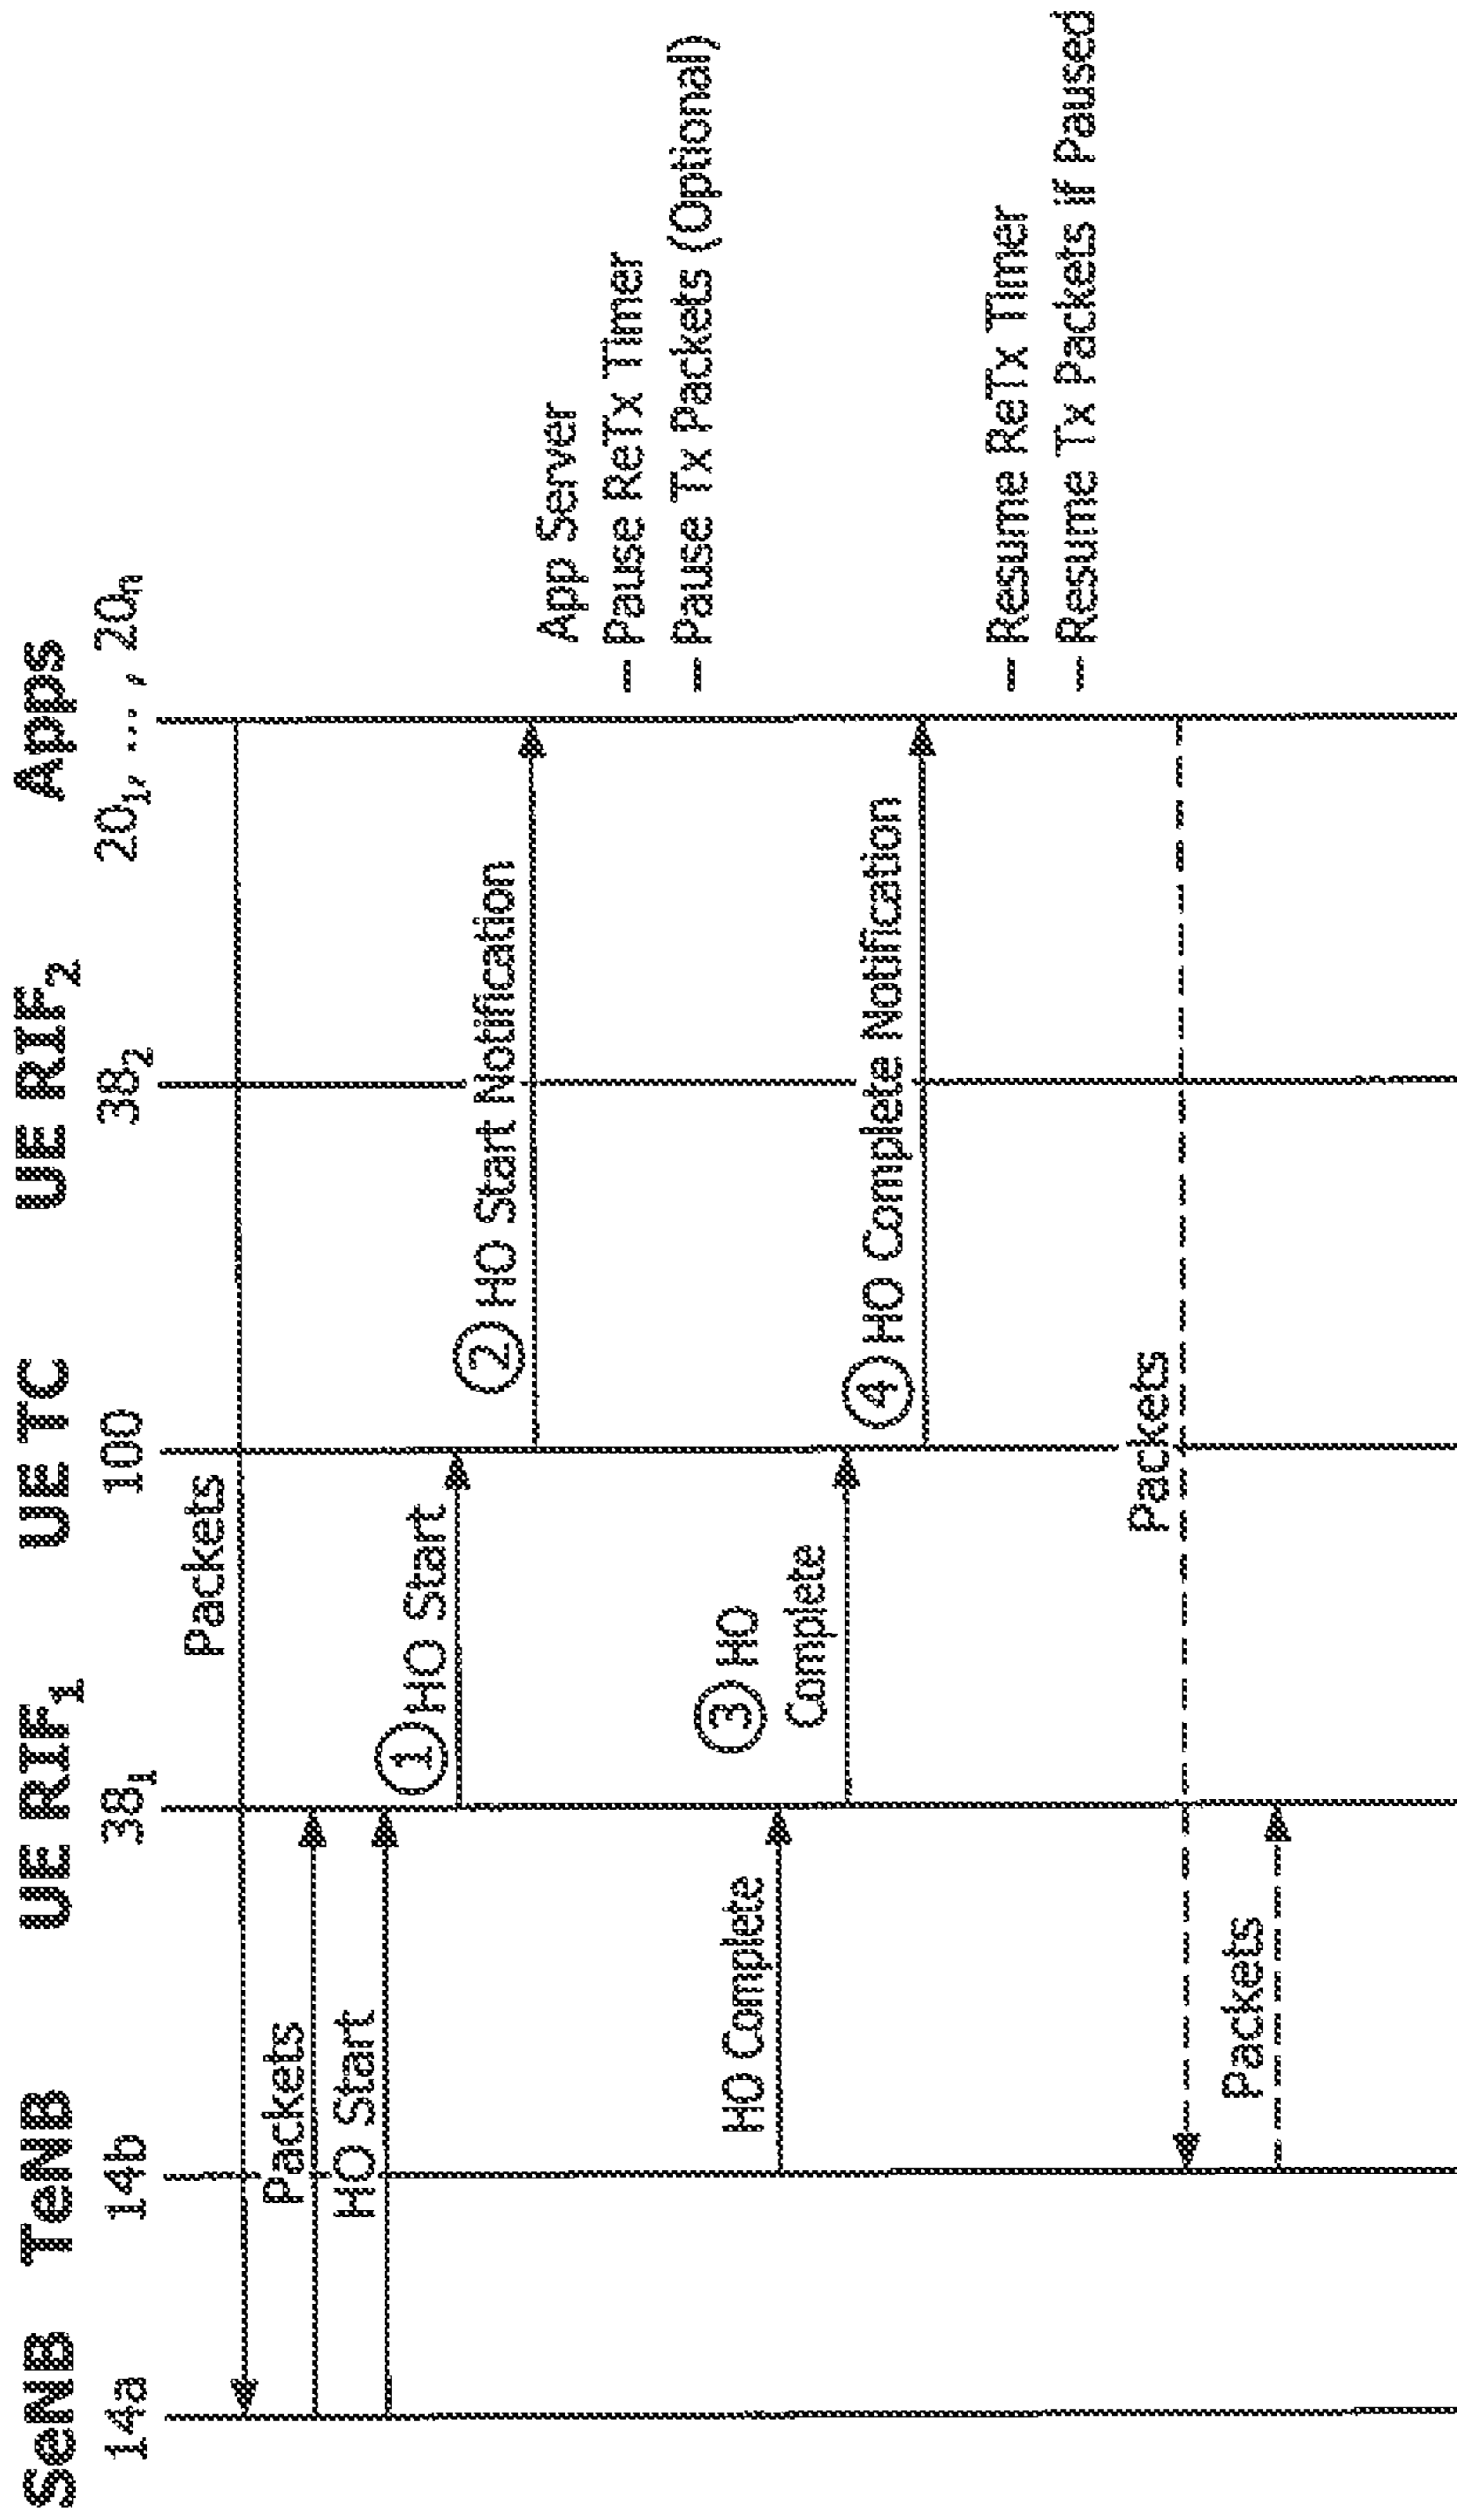 SeNB TeNB UE RIF₁ UE TC UE RIF₂ Apps
14a 14b 38₁ 100 38₂ 20₁, ... , 20ₙ
Packets
Packets
HO Start
① HO Start
② HO Start Notification
App Server
-- Pause ReTx Timer
-- Pause Tx Packets (Optional)
HO Complete
③ HO
Complete
④ HO Complete Notification
-- Resume ReTx Timer
-- Resume Tx Packets if Paused
Packets
Packets